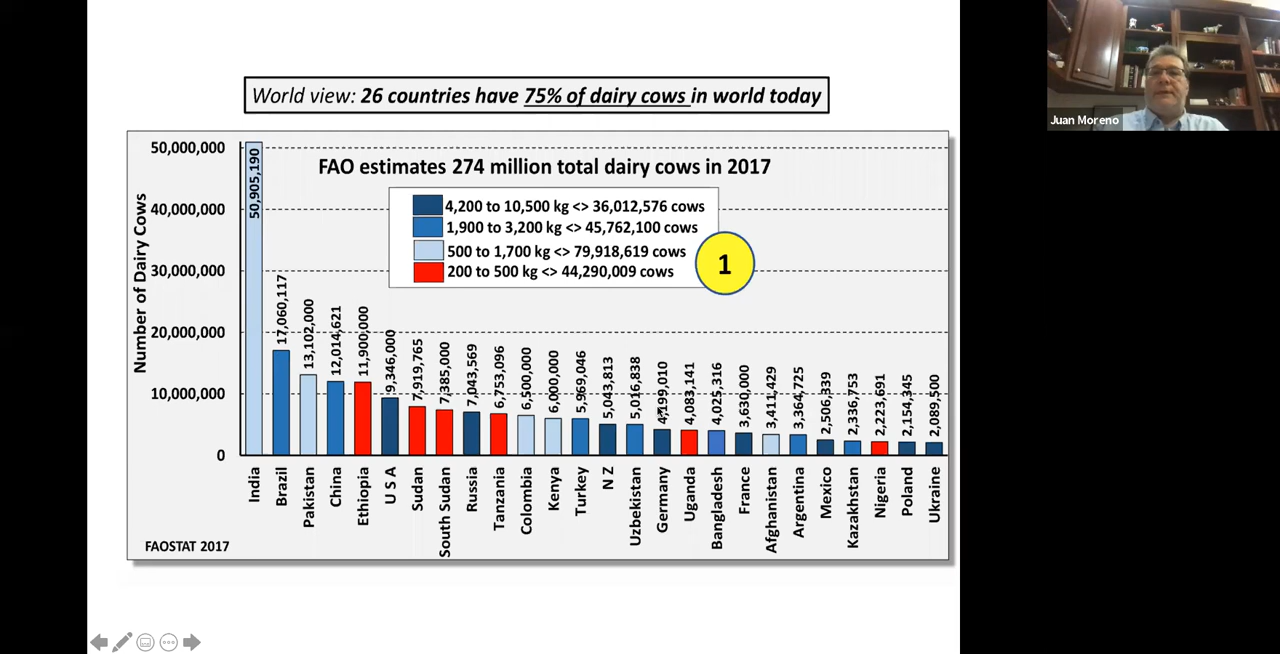 World view: 26 countries have 75% of dairy cows in world today
Juan Moreno
FAO estimates 274 million total dairy cows in 2017
4,200 to 10,500 kg <> 36,012,576 cows
1,900 to 3,200 kg <> 45,762,100 cows
500 to 1,700 kg <> 79,918,619 cows
200 to 500 kg <> 44,290,009 cows
1
Number of Dairy Cows
50,000,000
40,000,000
30,000,000
20,000,000
10,000,000
0
50,905,190
17,060,117
13,102,000
12,014,621
11,900,000
9,346,000
7,919,765
7,385,000
7,043,569
6,753,096
6,500,000
6,000,000
5,969,046
5,043,813
5,016,838
4,199,010
4,083,141
4,025,316
3,630,000
3,411,429
3,364,725
2,506,339
2,336,753
2,223,691
2,154,345
2,089,500
India
Brazil
Pakistan
China
Ethiopia
U S A
Sudan
South Sudan
Russia
Tanzania
Colombia
Kenya
Turkey
N Z
Uzbekistan
Germany
Uganda
Bangladesh
France
Afghanistan
Argentina
Mexico
Kazakhstan
Nigeria
Poland
Ukraine
FAOSTAT 2017